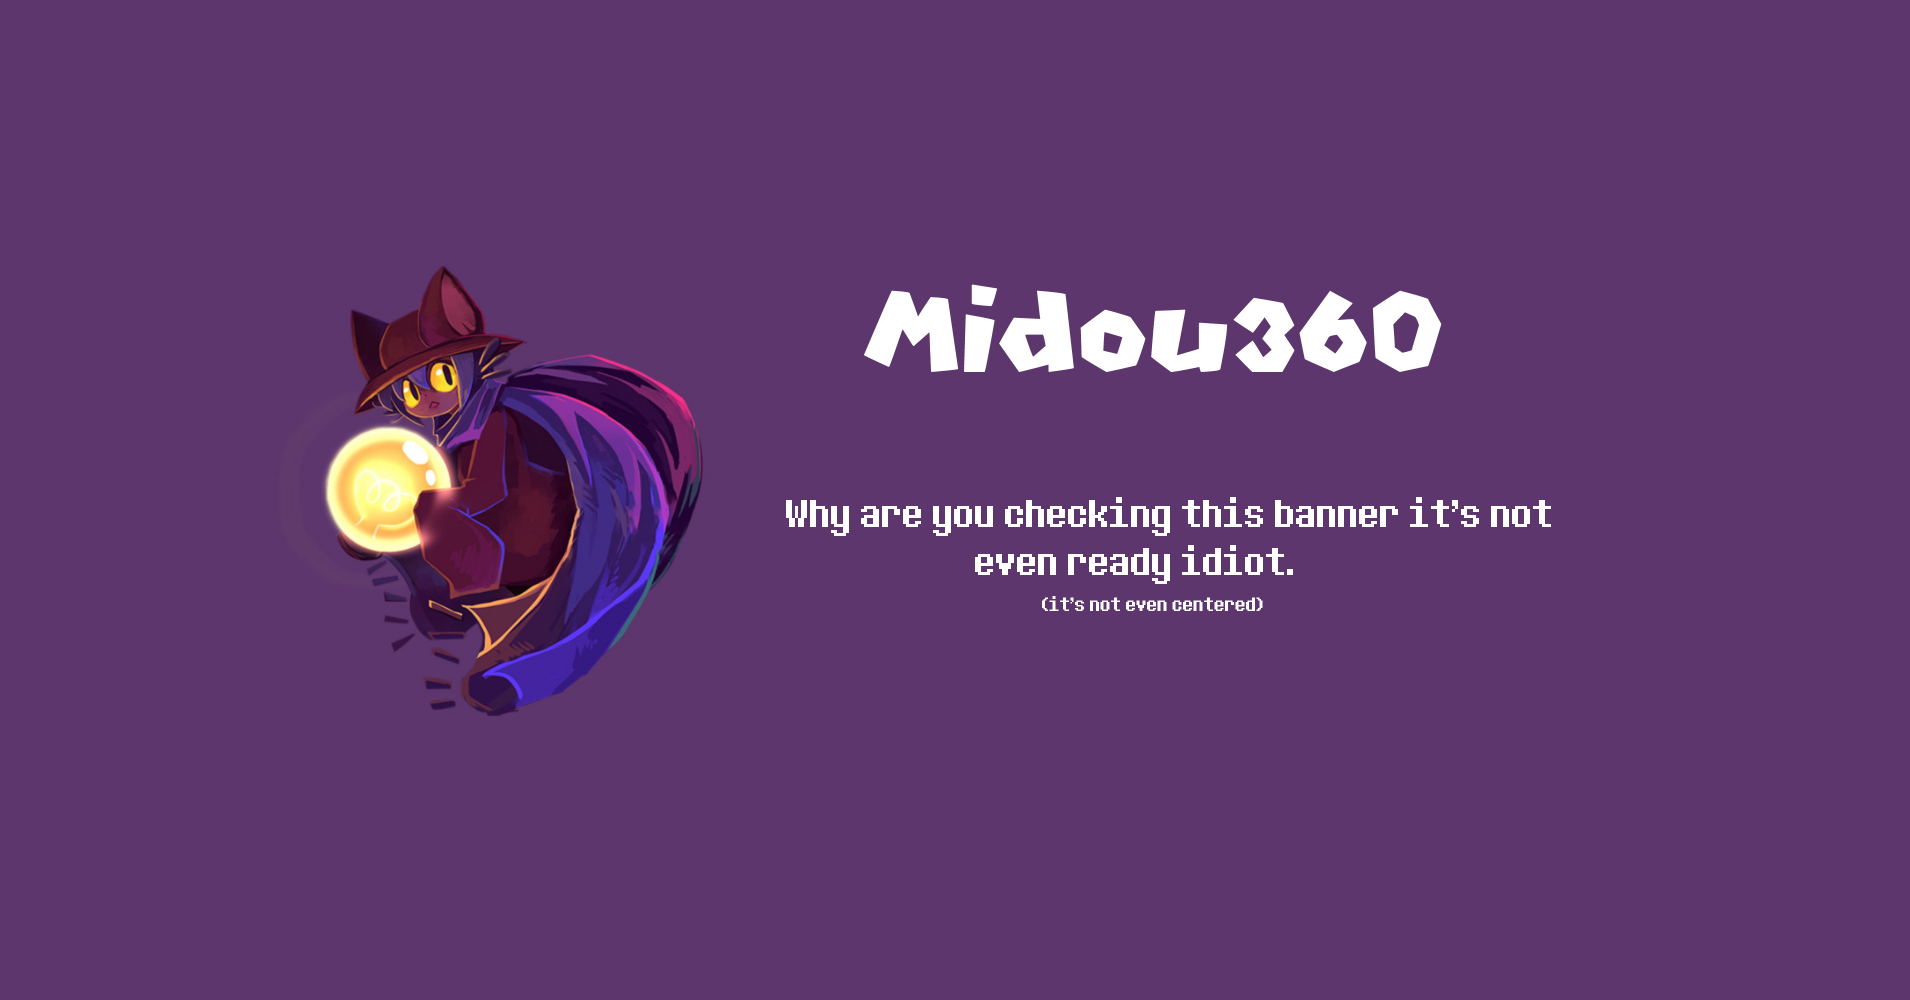 Midou360
Why are you checking this banner it's not
even ready idiot.
(it's not even centered)